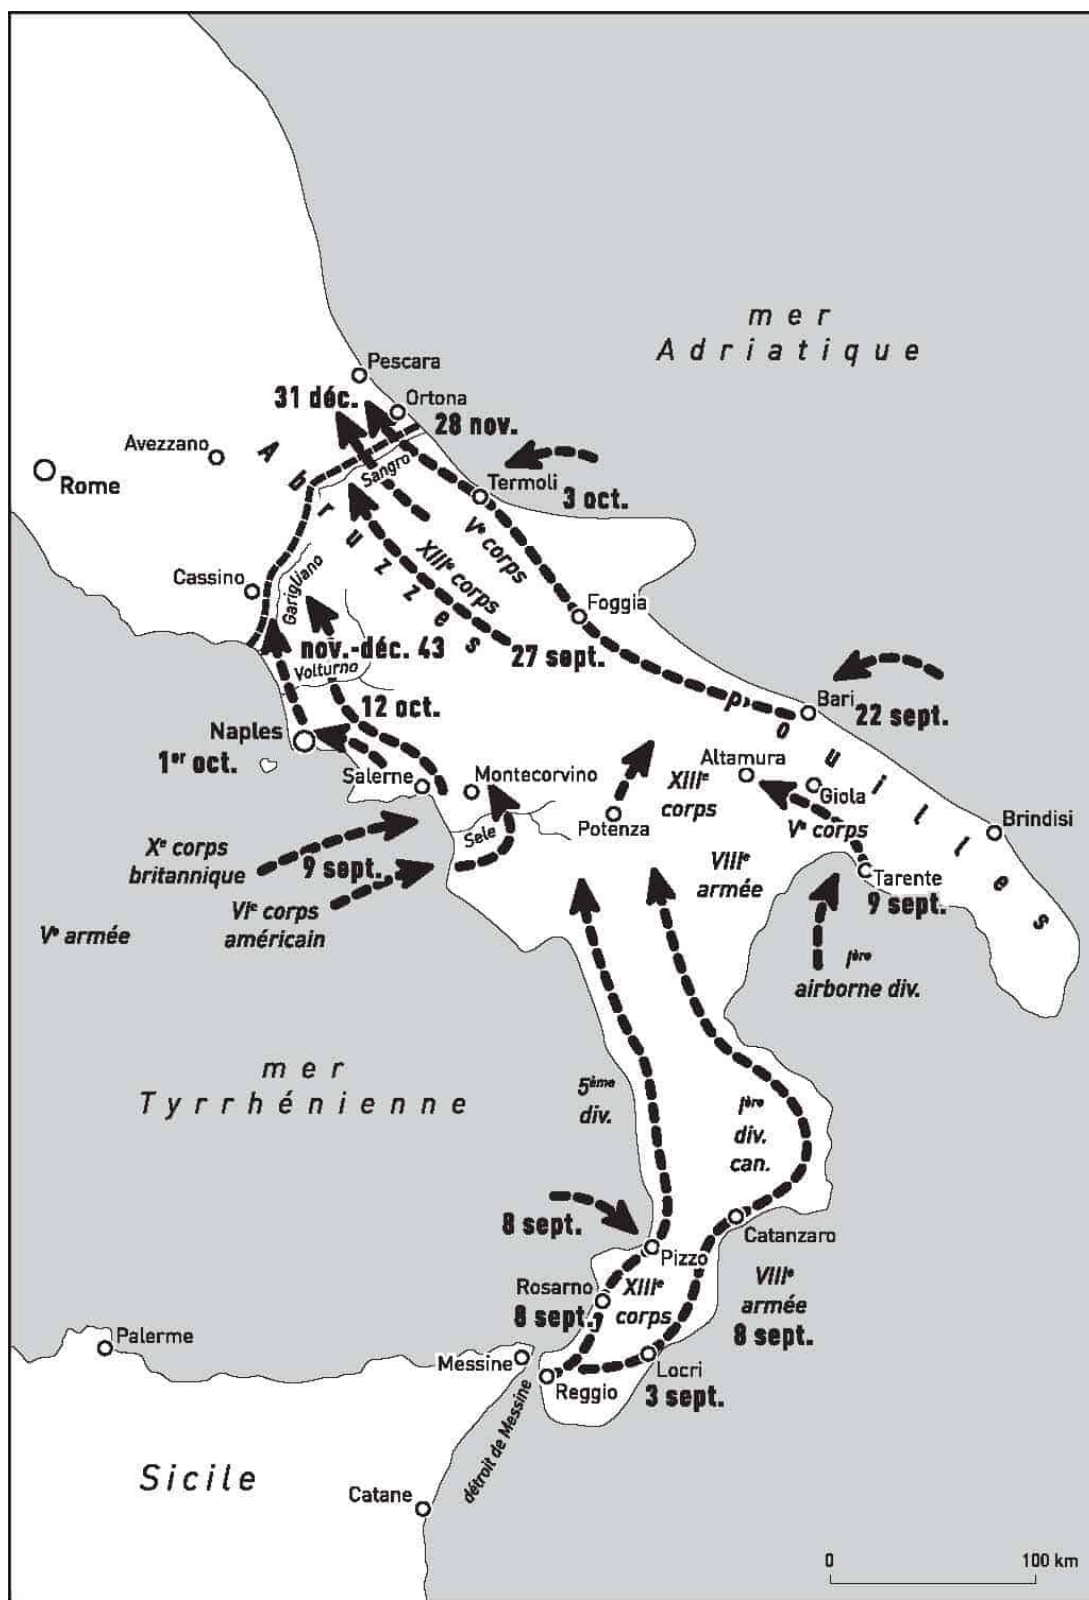 mer
Adriatique
Pescara
31 déc.
Ortona
28 nov.
Avezzano
Abruzzes
Rome
Sangro
Termoli
3 oct.
Ve corps
XIIIe corps
Cassino
Garigliano
Foggia
nov.-déc. 43
27 sept.
Volturno
12 oct.
Pouilles
Bari
22 sept.
Naples
1er oct.
Salerne
Montecorvino
Altamura
XIIIe
corps
Giola
Potenza
Ve corps
Brindisi
Sele
Xe corps
britannique
9 sept.
VIe corps
américain
Ve armée
VIIIe
armée
Tarente
9 sept.
1ère
airborne div.
mer
Tyrrhénienne
5ème
div.
1ère
div.
can.
8 sept.
Catanzaro
Pizzo
Rosarno
8 sept.
XIIIe
corps
VIIIe
armée
8 sept.
Palerme
Messine
Locri
Reggio
3 sept.
détroit de Messine
Sicile
Catane
0 100 km